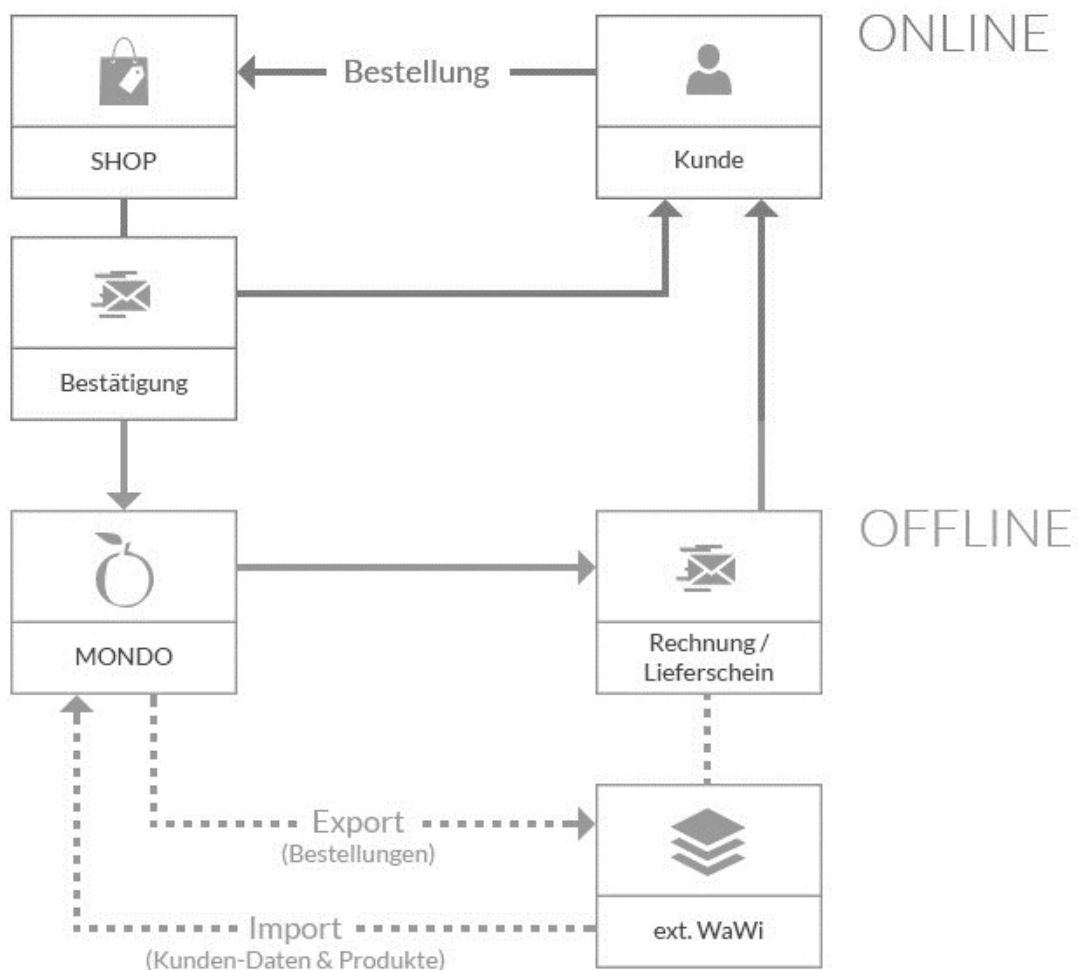 ONLINE
Bestellung
SHOP
Kunde
Bestätigung
OFFLINE
MONDO
Rechnung /
Lieferschein
Export
(Bestellungen)
Import
(Kunden-Daten & Produkte)
ext. WaWi